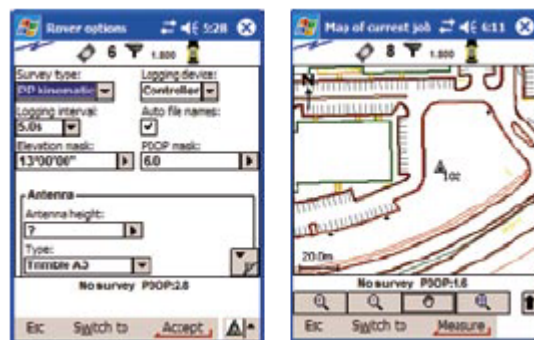 Rover options 5:28
6 1.800
Survey type: Logging device:
PP kinematic Controller
Logging interval: Auto file names:
5.0s
Elevation mask: PDOP mask:
13°00'00" 6.0
Antenna
Antenna height:
?
Type:
Trimble A3
No survey PDOP:2.8
Esc Switch to Accept
Map of current job 6:11
8 1.800
N
102
20.0m
No survey PDOP:1.6
Esc Switch to Measure